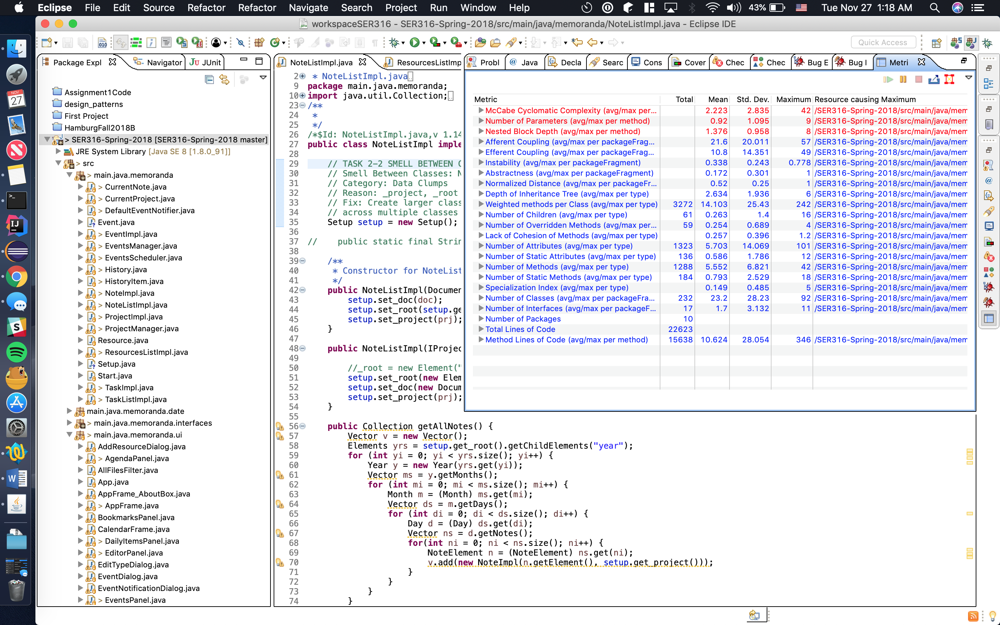 Eclipse File Edit Source Refactor Refactor Navigate Search Project Run Window Help 43% Tue Nov 27 1:18 AM
workspaceSER316 - SER316-Spring-2018/src/main/java/memoranda/NoteListImpl.java - Eclipse IDE
Quick Access
Package Expl Navigator JUnit
Assignment1Code
design_patterns
First Project
HamburgFall2018B
> SER316-Spring-2018 [SER316-Spring-2018 master]
JRE System Library [Java SE 8 [1.8.0_91]]
> src
> main.java.memoranda
> CurrentNote.java
> CurrentProject.java
> DefaultEventNotifier.java
Event.java
> EventImpl.java
> EventsManager.java
> EventsScheduler.java
> History.java
> HistoryItem.java
> NoteImpl.java
> NoteListImpl.java
> ProjectImpl.java
> ProjectManager.java
Resource.java
> ResourcesListImpl.java
Setup.java
Start.java
> TaskImpl.java
> TaskListImpl.java
main.java.memoranda.date
> main.java.memoranda.interfaces
> main.java.memoranda.ui
AddResourceDialog.java
> AgendaPanel.java
AllFilesFilter.java
App.java
AppFrame_AboutBox.java
> AppFrame.java
BookmarksPanel.java
CalendarFrame.java
> DailyItemsPanel.java
> EditorPanel.java
EditTypeDialog.java
EventDialog.java
EventNotificationDialog.java
> EventsPanel.java
NoteListImpl.java ResourcesListImp
2 * NoteListImpl.java
9 package main.java.memoranda;
10 import java.util.Collection;
23 /**
24 *
25 */
26 /*$Id: NoteListImpl.java,v 1.14
27 public class NoteListImpl imple
28
29 // TASK 2-2 SMELL BETWEEN C
30 // Smell Between Classes: N
31 // Category: Data Clumps
32 // Reason: _project, _root
33 // Fix: Create larger class
34 // across multiple classes
35 Setup setup = new Setup();
36
37 // public static final Strin
38
39 /**
40 * Constructor for NoteList
41 */
42 public NoteListImpl(Documen
43 setup.set_doc(doc);
44 setup.set_root(setup.ge
45 setup.set_project(prj);
46 }
47
48 public NoteListImpl(IProjec
49
50 //_root = new Element("
51 setup.set_root(new Elem
52 setup.set_doc(new Docum
53 setup.set_project(prj);
54 }
55
56 public Collection getAllNotes() {
57 Vector v = new Vector();
58 Elements yrs = setup.get_root().getChildElements("year");
59 for (int yi = 0; yi < yrs.size(); yi++) {
60 Year y = new Year(yrs.get(yi));
61 Vector ms = y.getMonths();
62 for (int mi = 0; mi < ms.size(); mi++) {
63 Month m = (Month) ms.get(mi);
64 Vector ds = m.getDays();
65 for (int di = 0; di < ds.size(); di++) {
66 Day d = (Day) ds.get(di);
67 Vector ns = d.getNotes();
68 for(int ni = 0; ni < ns.size(); ni++) {
69 NoteElement n = (NoteElement) ns.get(ni);
70 v.add(new NoteImpl(n.getElement(), setup.get_project()));
71 }
72 }
73 }
74 }
Probl Java Decla Searc Cons Cover Chec Chec Bug E Bug I Metri
Metric Total Mean Std. Dev. Maximum Resource causing Maximum
McCabe Cyclomatic Complexity (avg/max per... 2.223 2.835 42 /SER316-Spring-2018/src/main/java/mem
Number of Parameters (avg/max per method) 0.92 1.095 9 /SER316-Spring-2018/src/main/java/mem
Nested Block Depth (avg/max per method) 1.376 0.958 8 /SER316-Spring-2018/src/main/java/mem
Afferent Coupling (avg/max per packageFrag... 21.6 20.011 57 /SER316-Spring-2018/src/main/java/mem
Efferent Coupling (avg/max per packageFrag... 10.8 14.351 49 /SER316-Spring-2018/src/main/java/mem
Instability (avg/max per packageFragment) 0.338 0.243 0.778 /SER316-Spring-2018/src/main/java/mem
Abstractness (avg/max per packageFragment) 0.172 0.301 1 /SER316-Spring-2018/src/main/java/mem
Normalized Distance (avg/max per packageFr... 0.52 0.25 1 /SER316-Spring-2018/src/main/java/mem
Depth of Inheritance Tree (avg/max per type) 2.634 1.936 6 /SER316-Spring-2018/src/main/java/mem
Weighted methods per Class (avg/max per type) 3272 14.103 25.43 242 /SER316-Spring-2018/src/main/java/mem
Number of Children (avg/max per type) 61 0.263 1.4 16 /SER316-Spring-2018/src/main/java/mem
Number of Overridden Methods (avg/max per... 59 0.254 0.689 4 /SER316-Spring-2018/src/main/java/mem
Lack of Cohesion of Methods (avg/max per type) 0.257 0.396 1.2 /SER316-Spring-2018/src/main/java/mem
Number of Attributes (avg/max per type) 1323 5.703 14.069 101 /SER316-Spring-2018/src/main/java/mem
Number of Static Attributes (avg/max per type) 136 0.586 1.786 12 /SER316-Spring-2018/src/main/java/mem
Number of Methods (avg/max per type) 1288 5.552 6.821 42 /SER316-Spring-2018/src/main/java/mem
Number of Static Methods (avg/max per type) 184 0.793 2.529 18 /SER316-Spring-2018/src/main/java/mem
Specialization Index (avg/max per type) 0.149 0.485 5 /SER316-Spring-2018/src/main/java/mem
Number of Classes (avg/max per packageFra... 232 23.2 28.23 92 /SER316-Spring-2018/src/main/java/mem
Number of Interfaces (avg/max per packageF... 17 1.7 3.132 11 /SER316-Spring-2018/src/main/java/mem
Number of Packages 10
Total Lines of Code 22623
Method Lines of Code (avg/max per method) 15638 10.624 28.054 346 /SER316-Spring-2018/src/main/java/mem